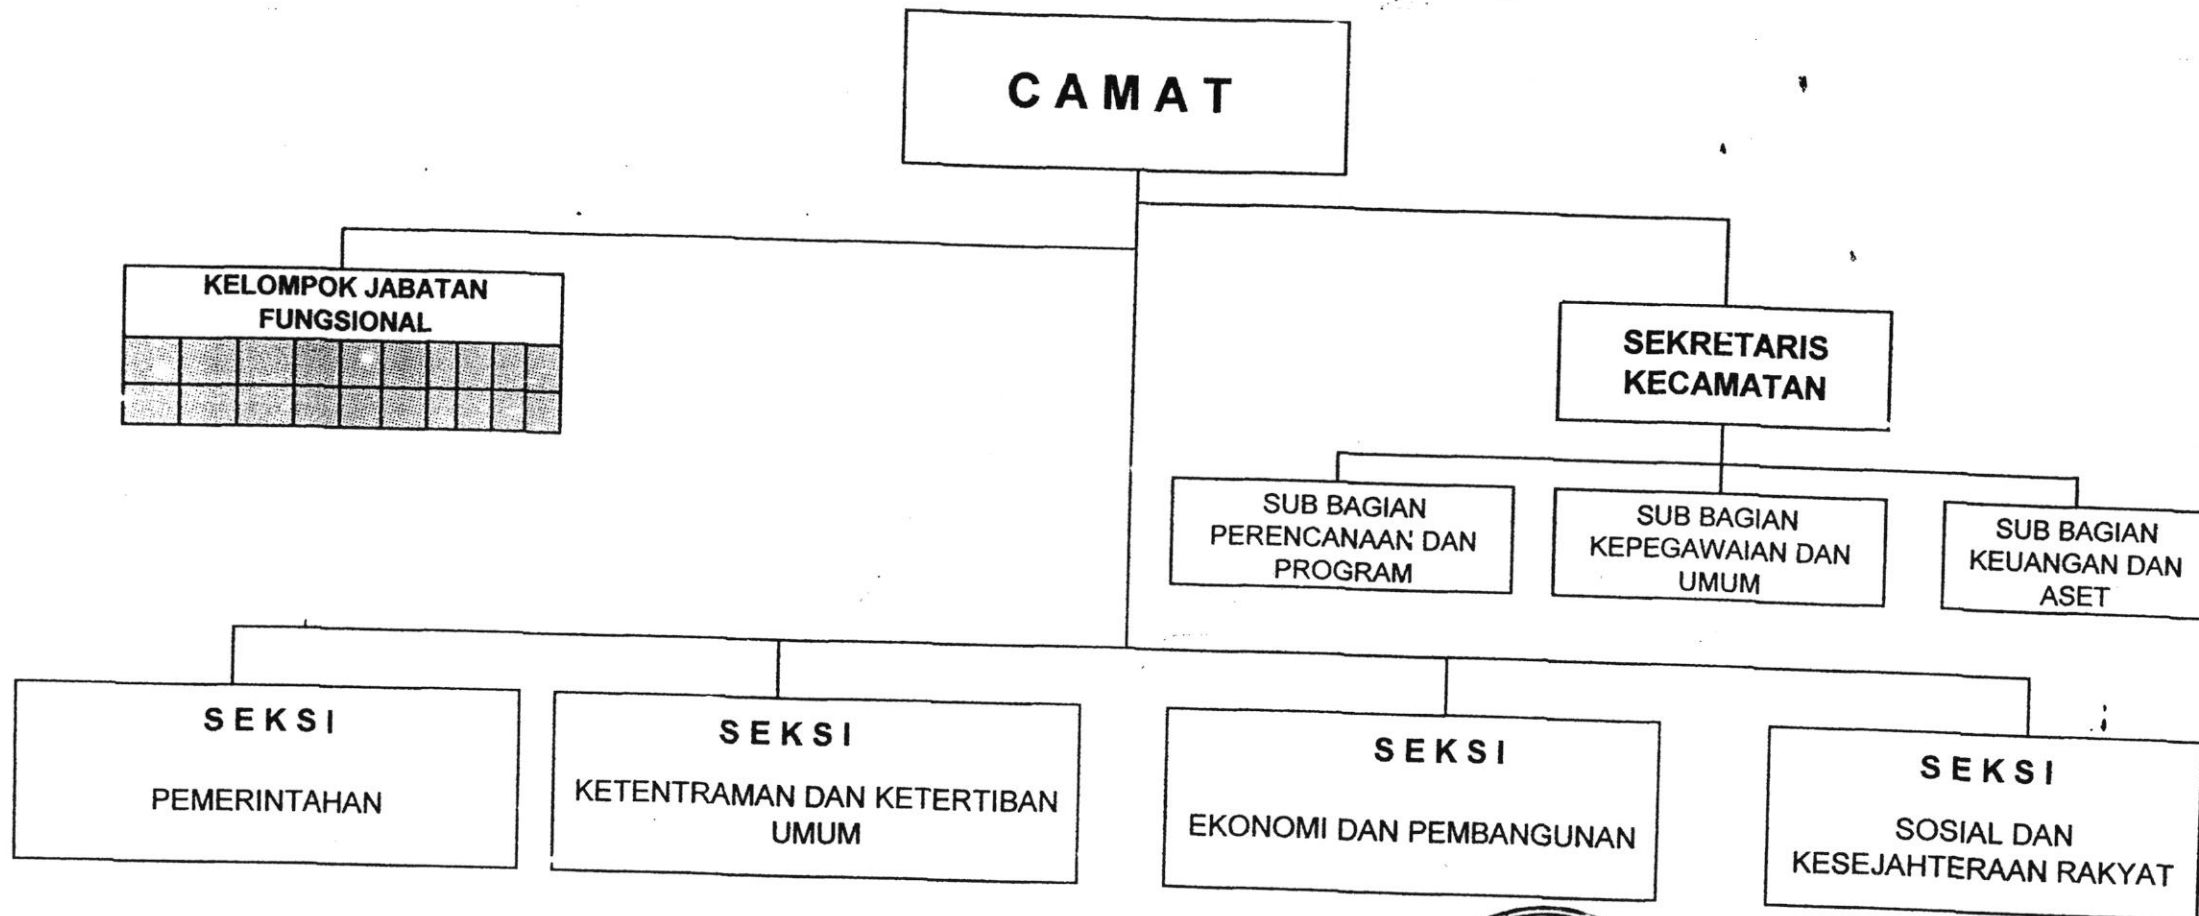 CAMAT
KELOMPOK JABATAN
FUNGSIONAL
SEKRETARIS
KECAMATAN
SUB BAGIAN
PERENCANAAN DAN
PROGRAM
SUB BAGIAN
KEPEGAWAIAN DAN
UMUM
SUB BAGIAN
KEUANGAN DAN
ASET
SEKSI
PEMERINTAHAN
SEKSI
KETENTRAMAN DAN KETERTIBAN
UMUM
SEKSI
EKONOMI DAN PEMBANGUNAN
SEKSI
SOSIAL DAN
KESEJAHTERAAN RAKYAT